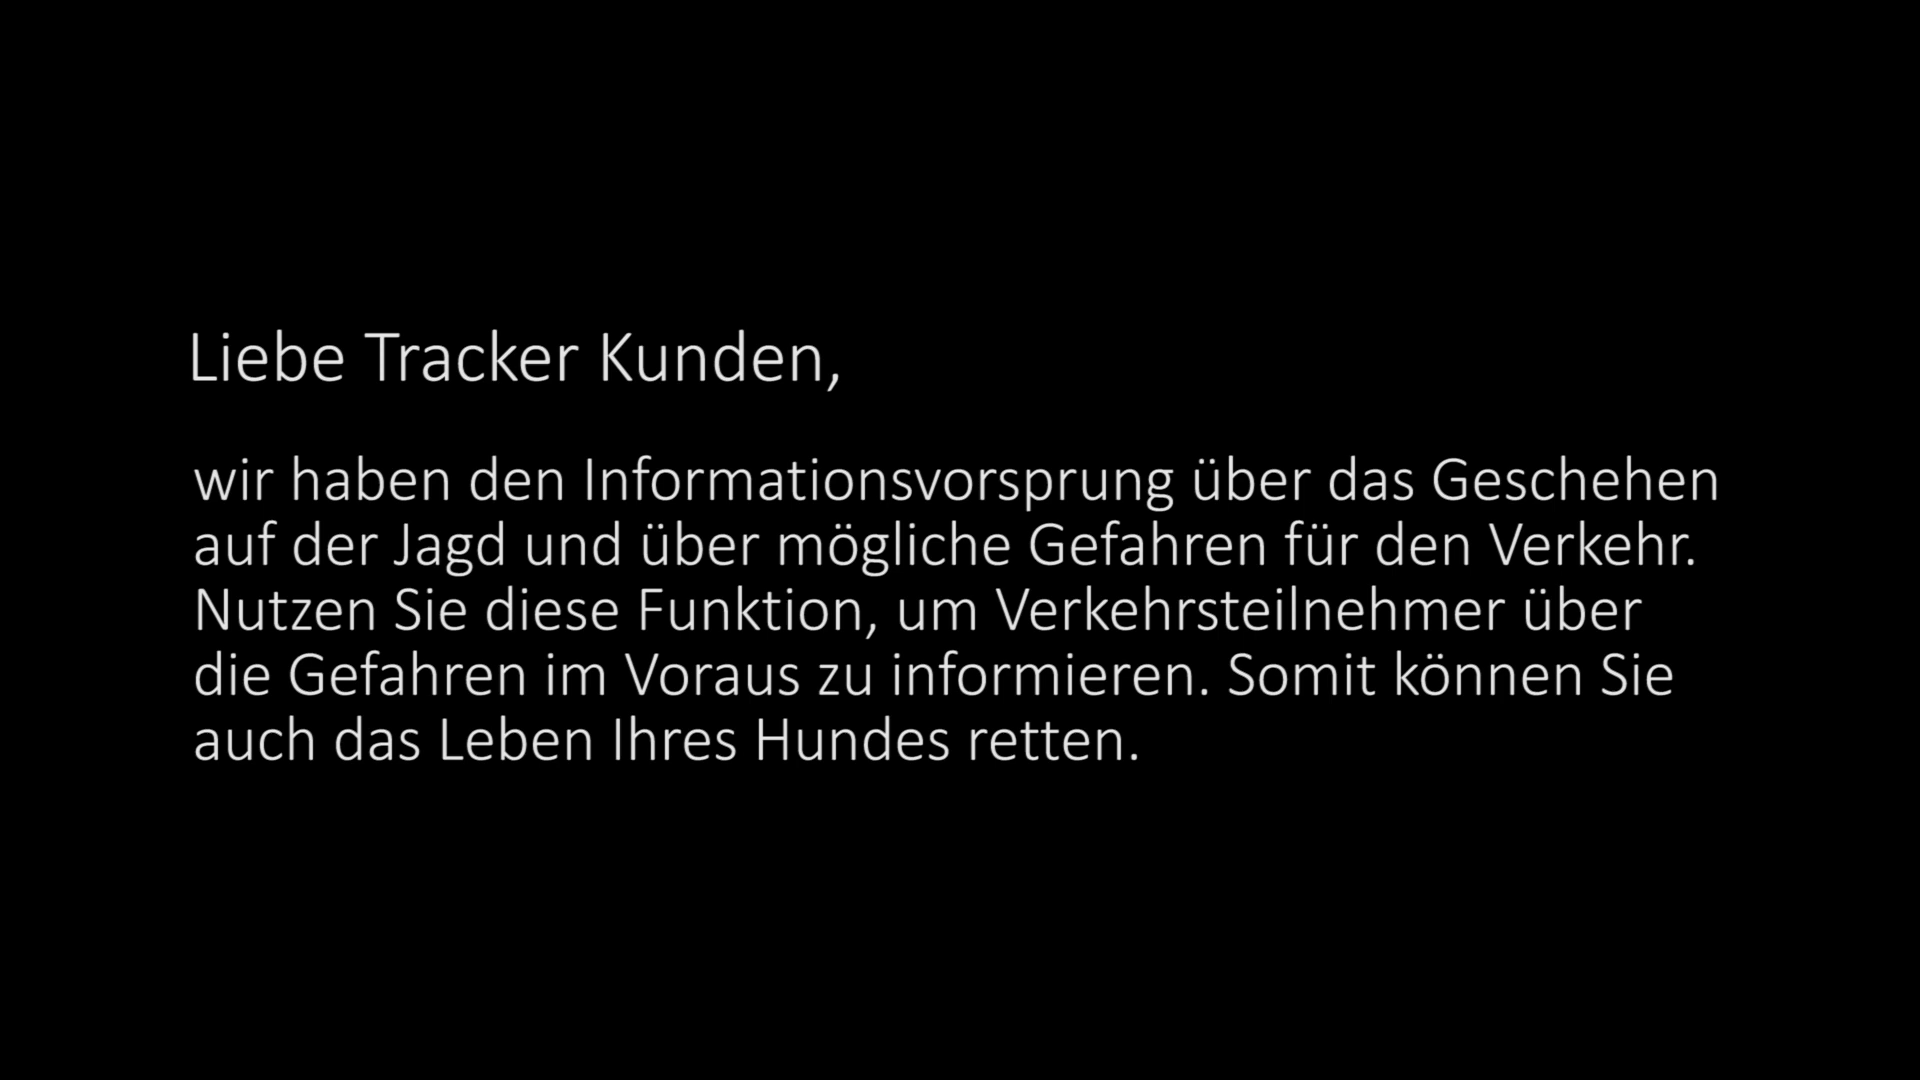 Liebe Tracker Kunden,
wir haben den Informationsvorsprung über das Geschehen
auf der Jagd und über mögliche Gefahren für den Verkehr.
Nutzen Sie diese Funktion, um Verkehrsteilnehmer über
die Gefahren im Voraus zu informieren. Somit können Sie
auch das Leben Ihres Hundes retten.